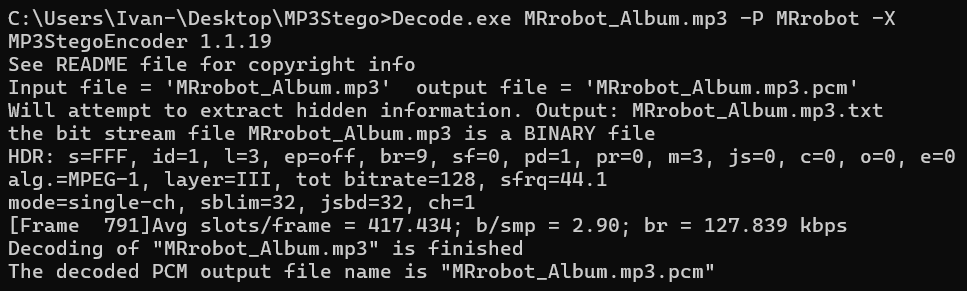 C:\Users\Ivan-\Desktop\MP3Stego>Decode.exe MRrobot_Album.mp3 -P MRrobot -X
MP3StegoEncoder 1.1.19
See README file for copyright info
Input file = 'MRrobot_Album.mp3'  output file = 'MRrobot_Album.mp3.pcm'
Will attempt to extract hidden information. Output: MRrobot_Album.mp3.txt
the bit stream file MRrobot_Album.mp3 is a BINARY file
HDR: s=FFF, id=1, l=3, ep=off, br=9, sf=0, pd=1, pr=0, m=3, js=0, c=0, o=0, e=0
alg.=MPEG-1, layer=III, tot bitrate=128, sfrq=44.1
mode=single-ch, sblim=32, jsbd=32, ch=1
[Frame  791]Avg slots/frame = 417.434; b/smp = 2.90; br = 127.839 kbps
Decoding of "MRrobot_Album.mp3" is finished
The decoded PCM output file name is "MRrobot_Album.mp3.pcm"